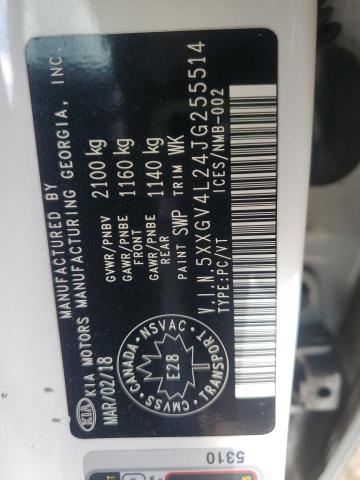 MANUFACTURED BY
KIA KIA MOTORS MANUFACTURING GEORGIA, INC.
MAR/02/18
GVWR/PNBV 2100 kg
GAWR/PNBE 1160 kg
FRONT
GAWR/PNBE 1140 kg
REAR
PAINT SWP TRIM WK
V.I.N. 5XXGV4L24JG255514
TYPE:PC/VT ICES/NMB-002
CANADA · NSVAC · TRANSPORT · CMVSS
E28
5310